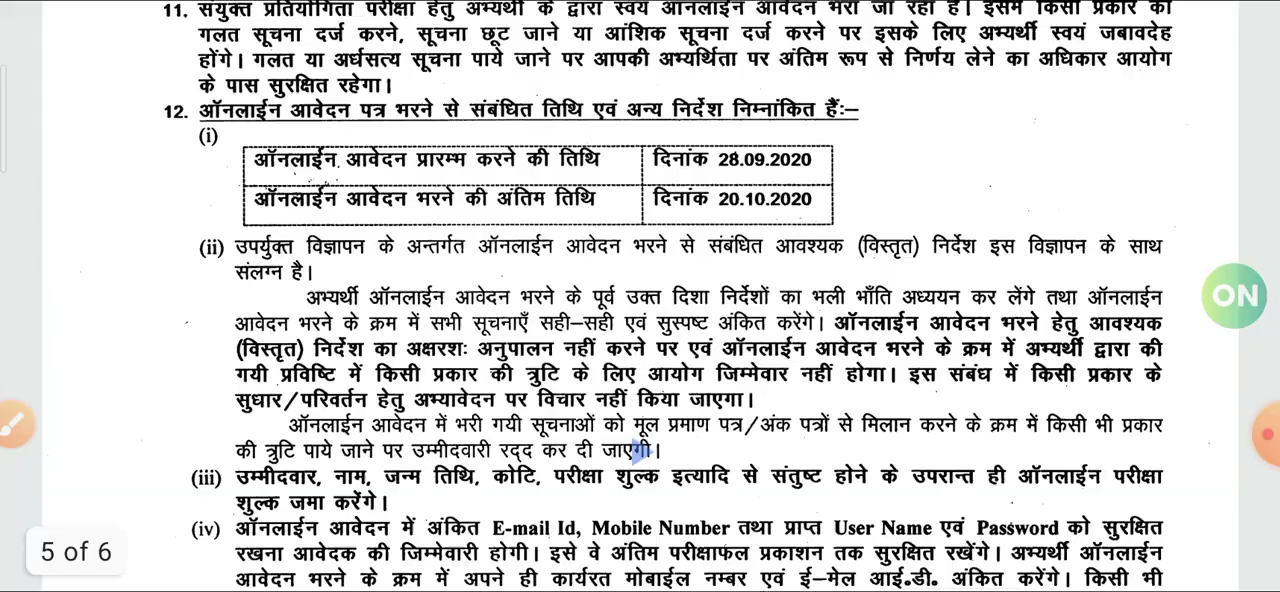 11. संयुक्त प्रतियोगिता परीक्षा हेतु अभ्यर्थी के द्वारा स्वयं ऑनलाईन आवेदन भरा जा रहा है। इसमें किसी प्रकार की
गलत सूचना दर्ज करने, सूचना छूट जाने या आंशिक सूचना दर्ज करने पर इसके लिए अभ्यर्थी स्वयं जबावदेह
होंगे। गलत या अर्धसत्य सूचना पाये जाने पर आपकी अभ्यर्थिता पर अंतिम रूप से निर्णय लेने का अधिकार आयोग
के पास सुरक्षित रहेगा।
12. ऑनलाईन आवेदन पत्र भरने से संबंधित तिथि एवं अन्य निर्देश निम्नांकित हैं:–
(i)
ऑनलाईन आवेदन प्रारम्भ करने की तिथि दिनांक 28.09.2020
ऑनलाईन आवेदन भरने की अंतिम तिथि दिनांक 20.10.2020
(ii) उपर्युक्त विज्ञापन के अन्तर्गत ऑनलाईन आवेदन भरने से संबंधित आवश्यक (विस्तृत) निर्देश इस विज्ञापन के साथ
संलग्न है।
अभ्यर्थी ऑनलाईन आवेदन भरने के पूर्व उक्त दिशा निर्देशों का भली भाँति अध्ययन कर लेंगे तथा ऑनलाईन
आवेदन भरने के क्रम में सभी सूचनाएँ सही–सही एवं सुस्पष्ट अंकित करेंगे। ऑनलाईन आवेदन भरने हेतु आवश्यक
(विस्तृत) निर्देश का अक्षरशः अनुपालन नहीं करने पर एवं ऑनलाईन आवेदन भरने के क्रम में अभ्यर्थी द्वारा की
गयी प्रविष्टि में किसी प्रकार की त्रुटि के लिए आयोग जिम्मेवार नहीं होगा। इस संबंध में किसी प्रकार के
सुधार/परिवर्तन हेतु अभ्यावेदन पर विचार नहीं किया जाएगा।
ऑनलाईन आवेदन में भरी गयी सूचनाओं को मूल प्रमाण पत्र/अंक पत्रों से मिलान करने के क्रम में किसी भी प्रकार
की त्रुटि पाये जाने पर उम्मीदवारी रद्द कर दी जाएगी।
(iii) उम्मीदवार, नाम, जन्म तिथि, कोटि, परीक्षा शुल्क इत्यादि से संतुष्ट होने के उपरान्त ही ऑनलाईन परीक्षा
शुल्क जमा करेंगे।
(iv) ऑनलाईन आवेदन में अंकित E-mail Id, Mobile Number तथा प्राप्त User Name एवं Password को सुरक्षित
रखना आवेदक की जिम्मेवारी होगी। इसे वे अंतिम परीक्षाफल प्रकाशन तक सुरक्षित रखेंगे। अभ्यर्थी ऑनलाईन
आवेदन भरने के क्रम में अपने ही कार्यरत मोबाईल नम्बर एवं ई–मेल आई.डी. अंकित करेंगे। किसी भी
5 of 6
ON